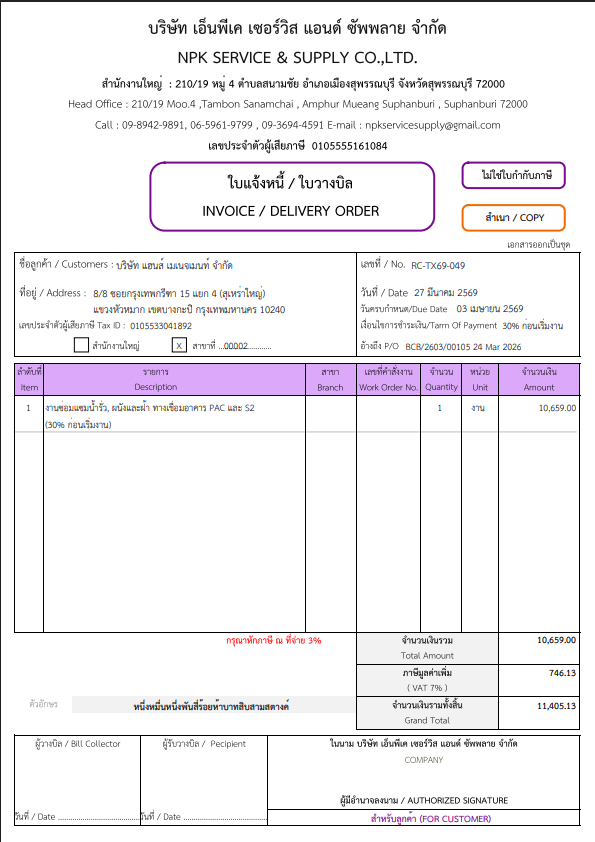 บริษัท เอ็นพีเค เซอร์วิส แอนด์ ซัพพลาย จำกัด
NPK SERVICE & SUPPLY CO.,LTD.
สำนักงานใหญ่ : 210/19 หมู่ 4 ตำบลสนามชัย อำเภอเมืองสุพรรณบุรี จังหวัดสุพรรณบุรี 72000
Head Office : 210/19 Moo.4 ,Tambon Sanamchai , Amphur Mueang Suphanburi , Suphanburi 72000
Call : 09-8942-9891, 06-5961-9799 , 09-3694-4591 E-mail : npkservicesupply@gmail.com
เลขประจำตัวผู้เสียภาษี 0105555161084
ใบแจ้งหนี้ / ใบวางบิล
INVOICE / DELIVERY ORDER
ไม่ใช่ใบกำกับภาษี
สำเนา / COPY
เอกสารออกเป็นชุด
ชื่อลูกค้า / Customers : บริษัท แฮนส์ เมเนจเมนท์ จำกัด
ที่อยู่ / Address : 8/8 ซอยกรุงเทพกรีฑา 15 แยก 4 (สุเหร่าใหญ่)
แขวงหัวหมาก เขตบางกะปิ กรุงเทพมหานคร 10240
เลขประจำตัวผู้เสียภาษี Tax ID : 0105533041892
สำนักงานใหญ่ X สาขาที่ ...00002............
เลขที่ / No. RC-TX69-049
วันที่ / Date 27 มีนาคม 2569
วันครบกำหนด/Due Date 03 เมษายน 2569
เงื่อนไขการชำระเงิน/Tarm Of Payment 30% ก่อนเริ่มงาน
อ้างถึง P/O BCB/2603/00105 24 Mar 2026
ลำดับที่ รายการ สาขา เลขที่คำสั่งงาน จำนวน หน่วย จำนวนเงิน
Item Description Branch Work Order No. Quantity Unit Amount
1 งานซ่อมแซมน้ำรั่ว, ผนังและฝ้า ทางเชื่อมอาคาร PAC และ S2 1 งาน 10,659.00
(30% ก่อนเริ่มงาน)
กรุณาหักภาษี ณ ที่จ่าย 3%
จำนวนเงินรวม 10,659.00
Total Amount
ภาษีมูลค่าเพิ่ม 746.13
( VAT 7% )
ตัวอักษร หนึ่งหมื่นหนึ่งพันสี่ร้อยห้าบาทสิบสามสตางค์
จำนวนเงินรามทั้งสิ้น 11,405.13
Grand Total
ผู้วางบิล / Bill Collector
ผู้รับวางบิล / Pecipient
ในนาม บริษัท เอ็นพีเค เซอร์วิส แอนด์ ซัพพลาย จำกัด
COMPANY
ผู้มีอำนาจลงนาม / AUTHORIZED SIGNATURE
วันที่ / Date ................................
วันที่ / Date ................................
สำหรับลูกค้า (FOR CUSTOMER)